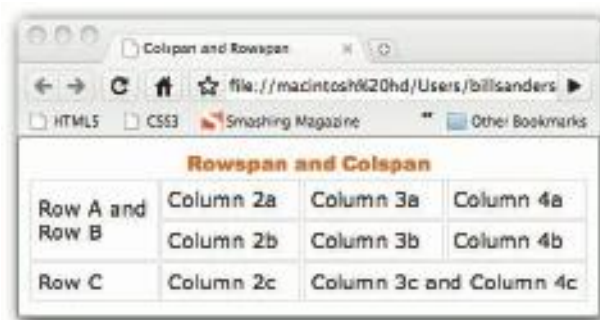 Colspan and Rowspan
file://macintosh%20hd/Users/billsanders
HTML5 CSS3 Smashing Magazine " Other Bookmarks
Rowspan and Colspan
Row A and Row B Column 2a Column 3a Column 4a
Column 2b Column 3b Column 4b
Row C Column 2c Column 3c and Column 4c